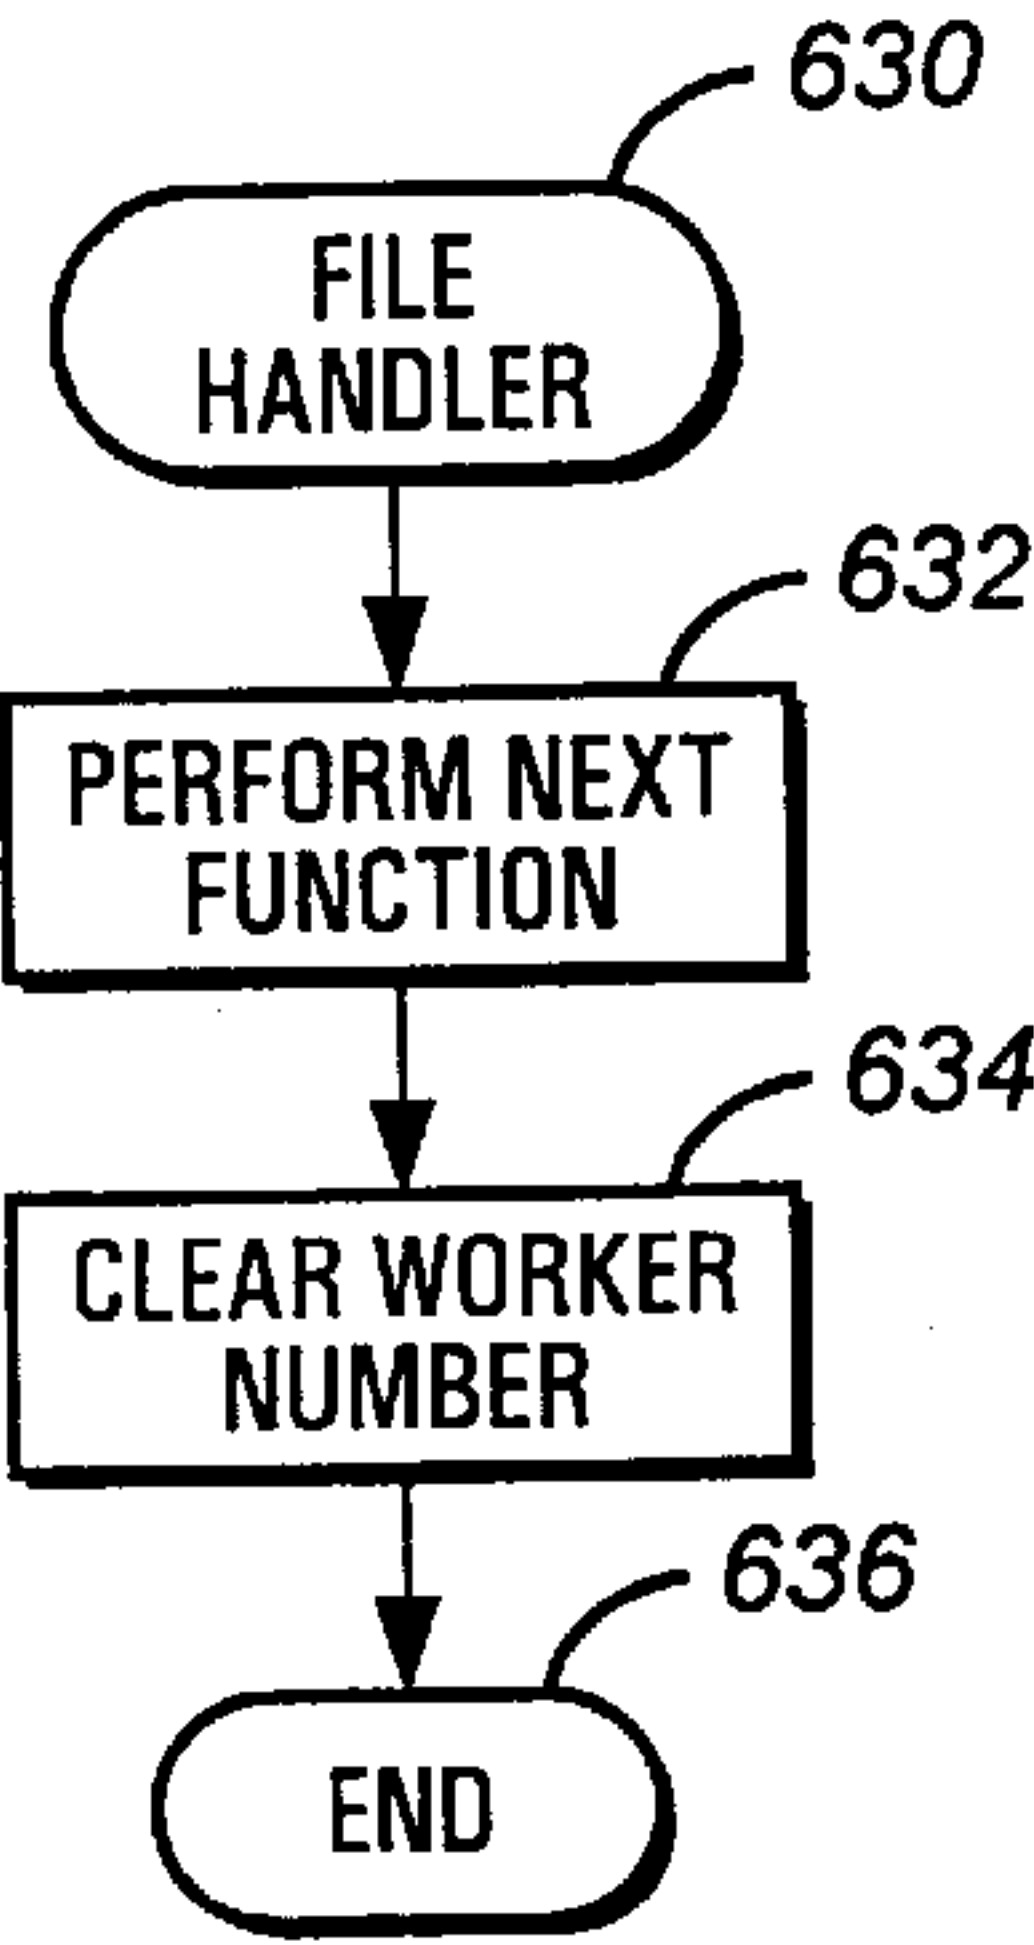 630
FILE
HANDLER
632
PERFORM NEXT
FUNCTION
634
CLEAR WORKER
NUMBER
636
END